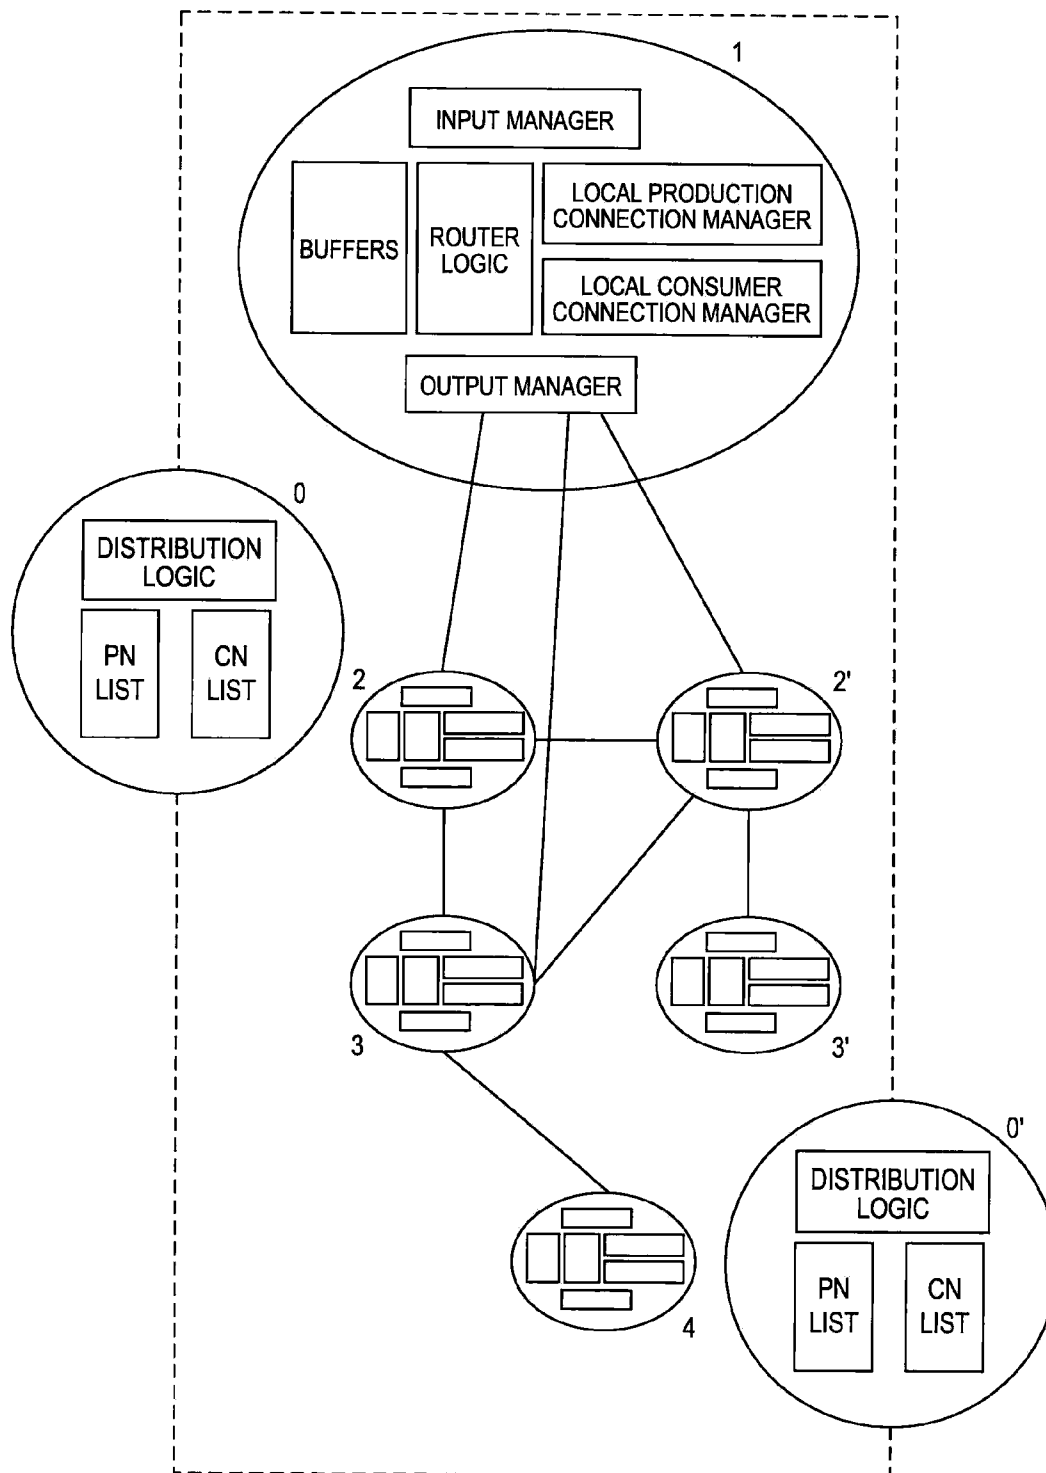 1
INPUT MANAGER
BUFFERS
ROUTER
LOGIC
LOCAL PRODUCTION
CONNECTION MANAGER
LOCAL CONSUMER
CONNECTION MANAGER
OUTPUT MANAGER
0
DISTRIBUTION
LOGIC
PN
LIST
CN
LIST
2
2'
3
3'
0'
DISTRIBUTION
LOGIC
PN
LIST
CN
LIST
4